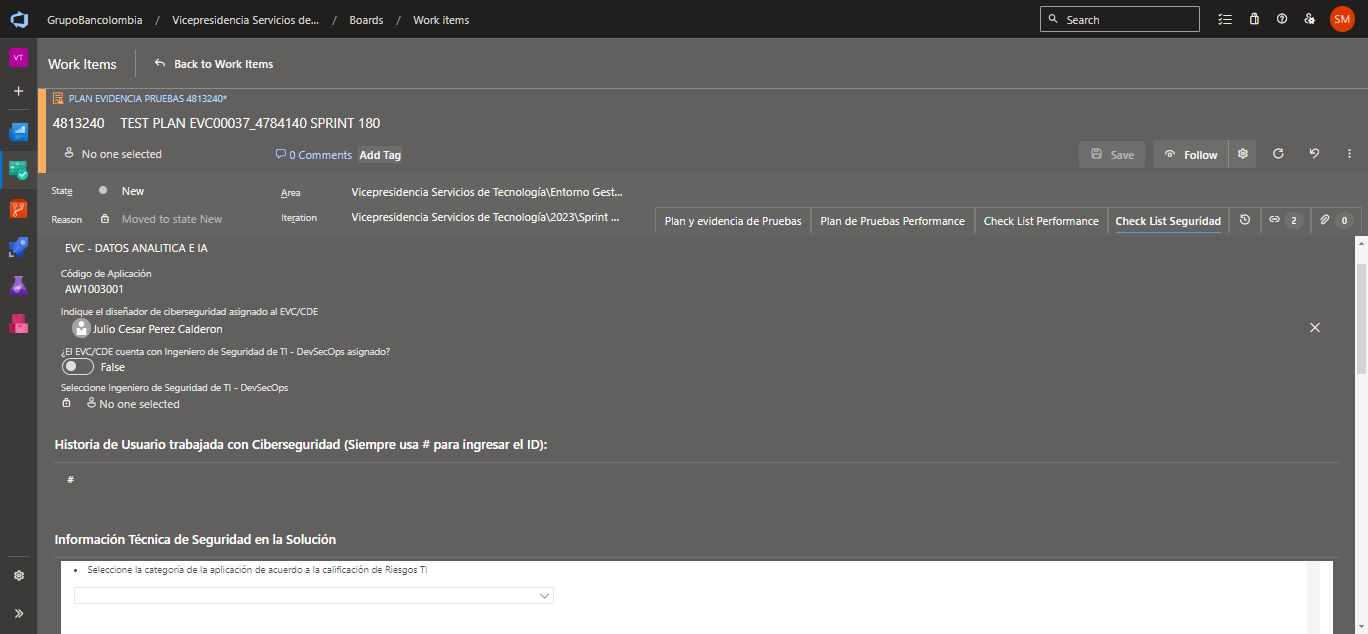 GrupoBancolombia / Vicepresidencia Servicios de... / Boards / Work items
Search
SM
VT
Work Items
Back to Work Items
PLAN EVIDENCIA PRUEBAS 4813240*
4813240 TEST PLAN EVC00037_4784140 SPRINT 180
No one selected
0 Comments
Add Tag
Save
Follow
State New
Area Vicepresidencia Servicios de Tecnología\Entorno Gest...
Reason Moved to state New
Iteration Vicepresidencia Servicios de Tecnología\2023\Sprint ...
Plan y evidencia de Pruebas
Plan de Pruebas Performance
Check List Performance
Check List Seguridad
2
0
EVC - DATOS ANALITICA E IA
Código de Aplicación
AW1003001
Indique el diseñador de ciberseguridad asignado al EVC/CDE
Julio Cesar Perez Calderon
¿El EVC/CDE cuenta con Ingeniero de Seguridad de TI - DevSecOps asignado?
False
Seleccione Ingeniero de Seguridad de TI - DevSecOps
No one selected
Historia de Usuario trabajada con Ciberseguridad (Siempre usa # para ingresar el ID):
#
Información Técnica de Seguridad en la Solución
• Seleccione la categoría de la aplicación de acuerdo a la calificación de Riesgos TI